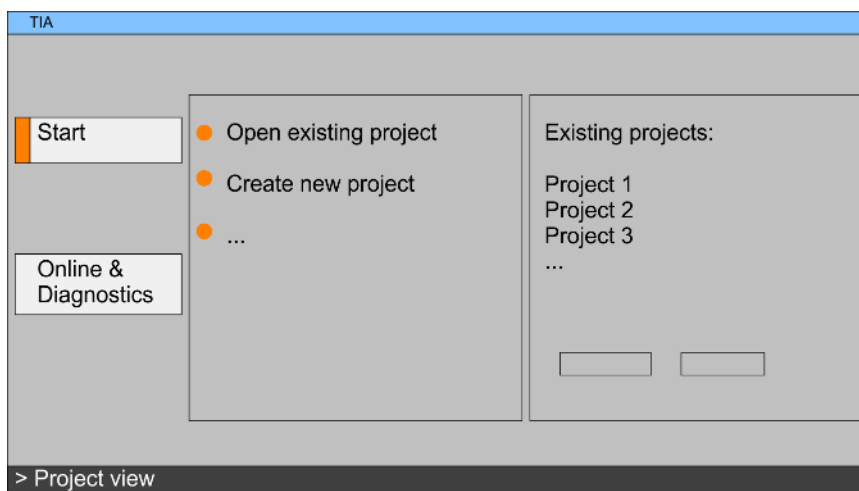 TIA
Start
Online &
Diagnostics
Open existing project
Create new project
...
Existing projects:
Project 1
Project 2
Project 3
...
> Project view